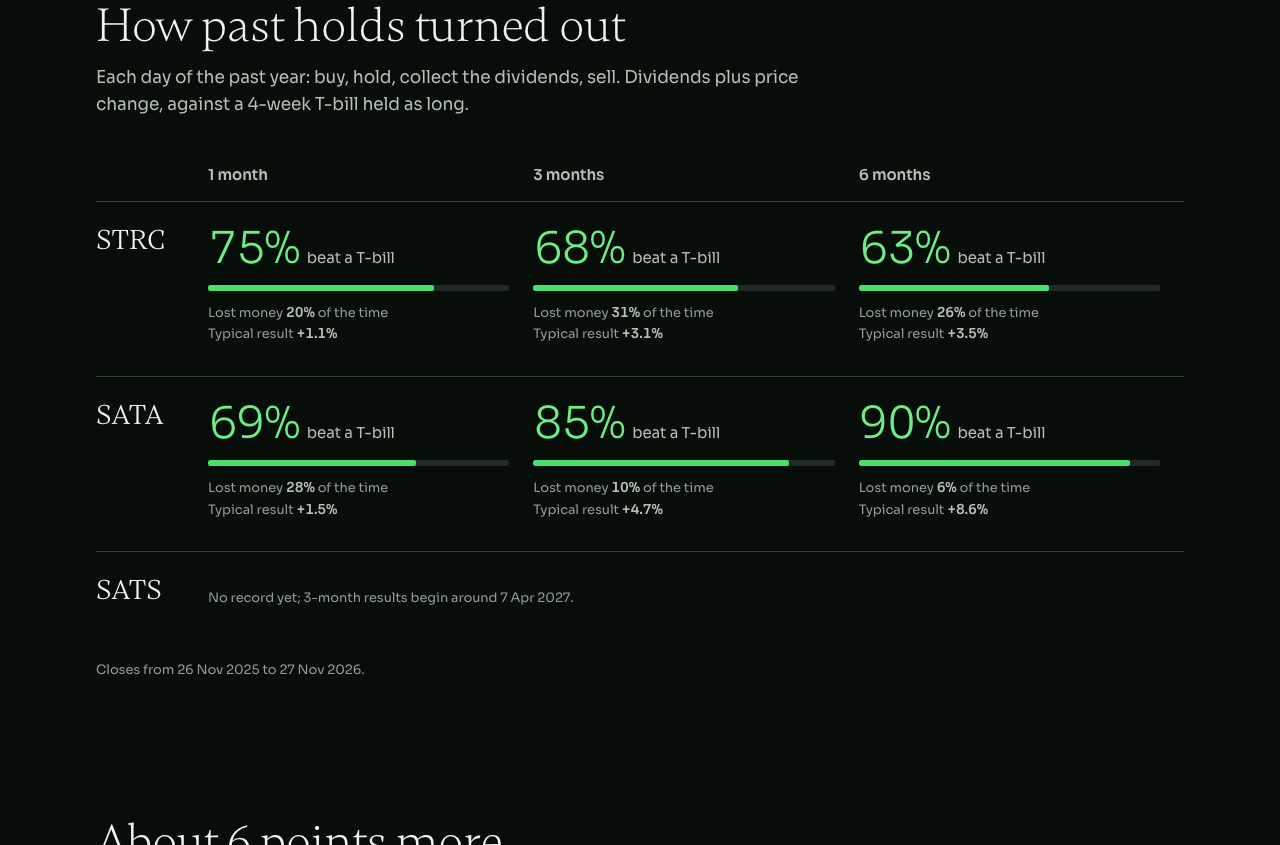 How past holds turned out
Each day of the past year: buy, hold, collect the dividends, sell. Dividends plus price
change, against a 4-week T-bill held as long.
1 month
3 months
6 months
STRC
75% beat a T-bill
Lost money 20% of the time
Typical result +1.1%
68% beat a T-bill
Lost money 31% of the time
Typical result +3.1%
63% beat a T-bill
Lost money 26% of the time
Typical result +3.5%
SATA
69% beat a T-bill
Lost money 28% of the time
Typical result +1.5%
85% beat a T-bill
Lost money 10% of the time
Typical result +4.7%
90% beat a T-bill
Lost money 6% of the time
Typical result +8.6%
SATS
No record yet; 3-month results begin around 7 Apr 2027.
Closes from 26 Nov 2025 to 27 Nov 2026.
About 6 points more